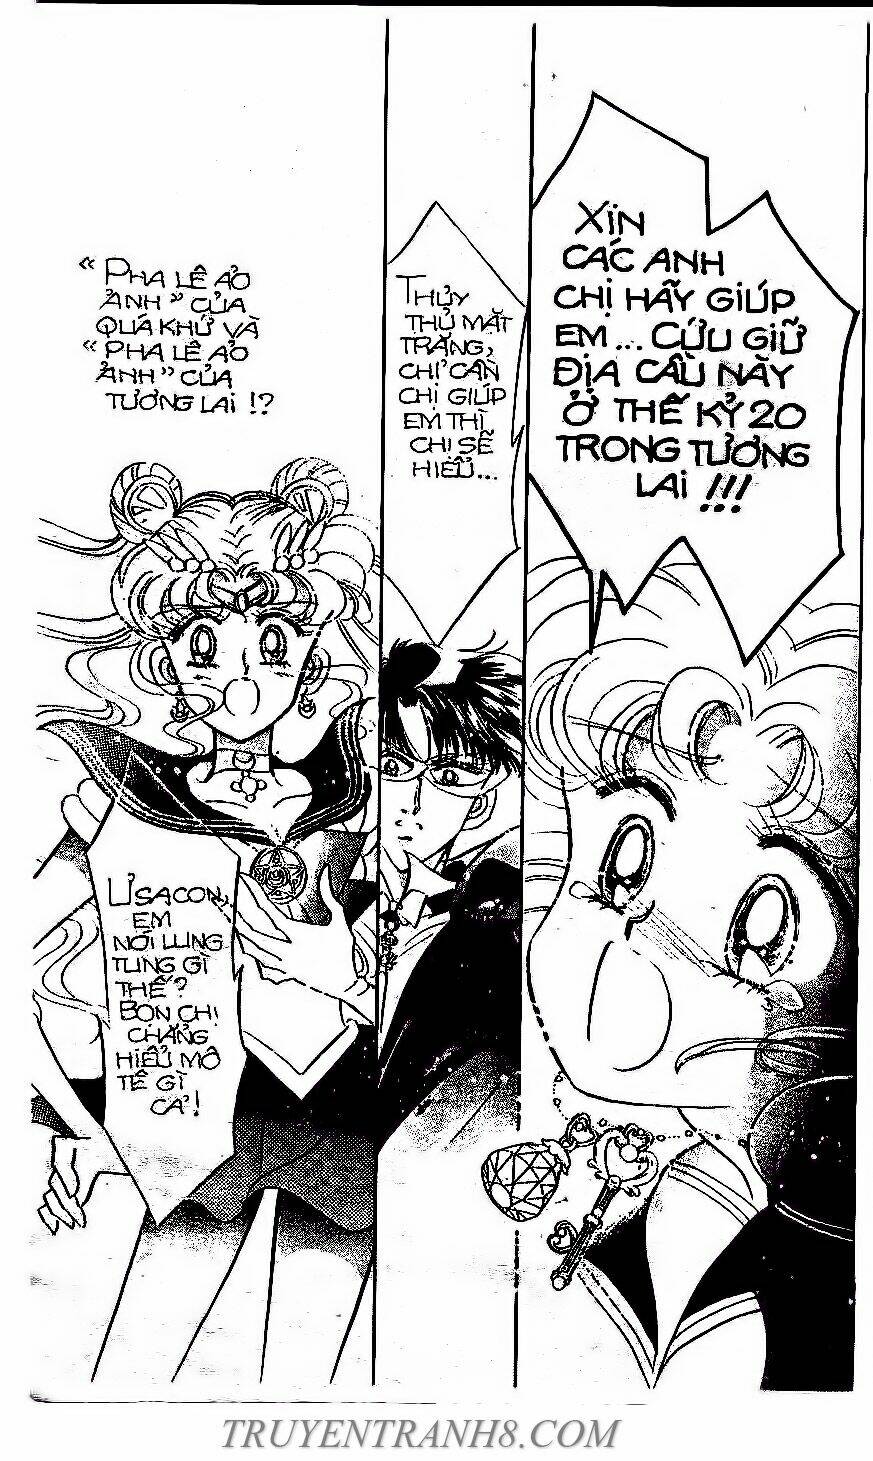 XIN
CÁC ANH
CHỊ HÃY GIÚP
EM... CỨU GIỮ
ĐỊA CẦU NÀY
Ở THẾ KỶ 20
TRONG TƯƠNG
LAI !!!
THỦY
THỦ MẶT
TRĂNG,
CHỈ CẦN
CHỊ GIÚP
EM THÌ
CHỊ SẼ
HIỂU...
“PHA LÊ ẢO
ẢNH” CỦA
QUÁ KHỨ VÀ
“PHA LÊ ẢO
ẢNH” CỦA
TƯƠNG LAI !?
ƯSACON,
EM
NÓI LUNG
TUNG GÌ
THẾ?
BỌN CHỊ
CHẲNG
HIỂU MÔ
TÊ GÌ
CẢ!
TRUYENTRANH8.COM